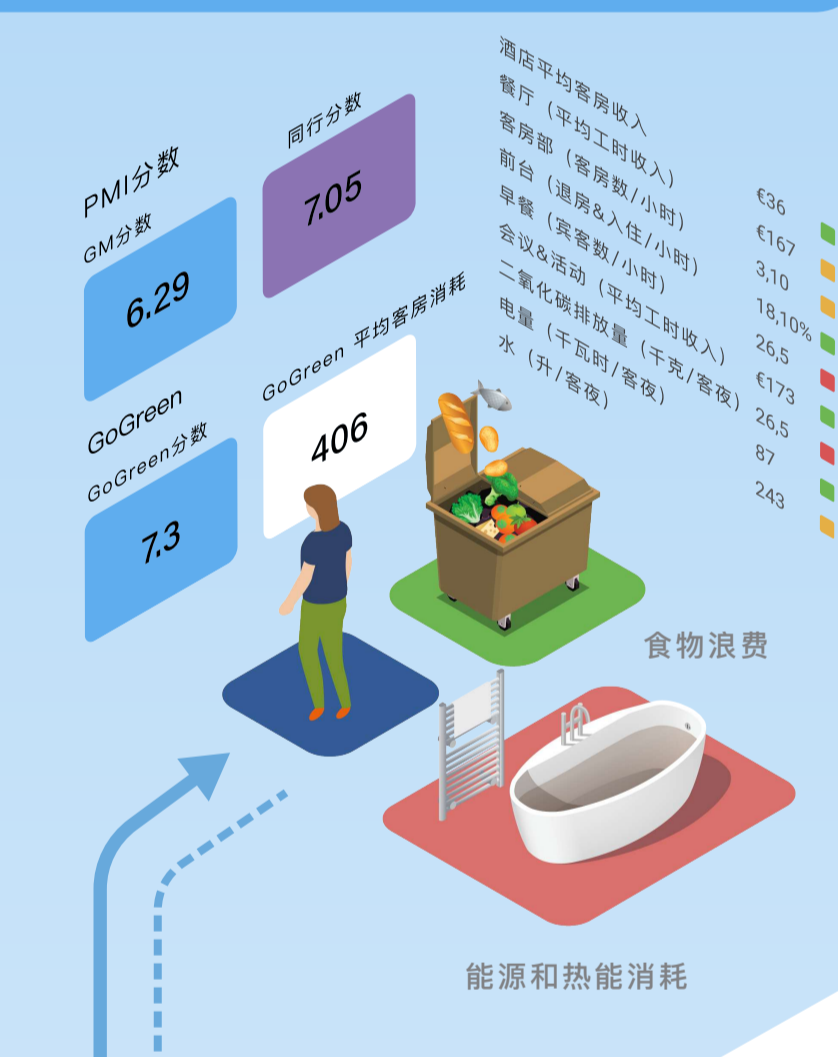 PMI分数
GM分数
6.29
同行分数
7.05
GoGreen
GoGreen分数
7.3
GoGreen 平均客房消耗
406
酒店平均客房收入
餐厅（平均工时收入）
客房部（客房数/小时）
前台（退房&入住/小时）
早餐（宾客数/小时）
会议&活动（平均工时收入）
二氧化碳排放量（千克/客夜）
电量（千瓦时/客夜）
水（升/客夜）
€36
€167
3,10
18,10%
26,5
€173
26,5
87
243
食物浪费
能源和热能消耗